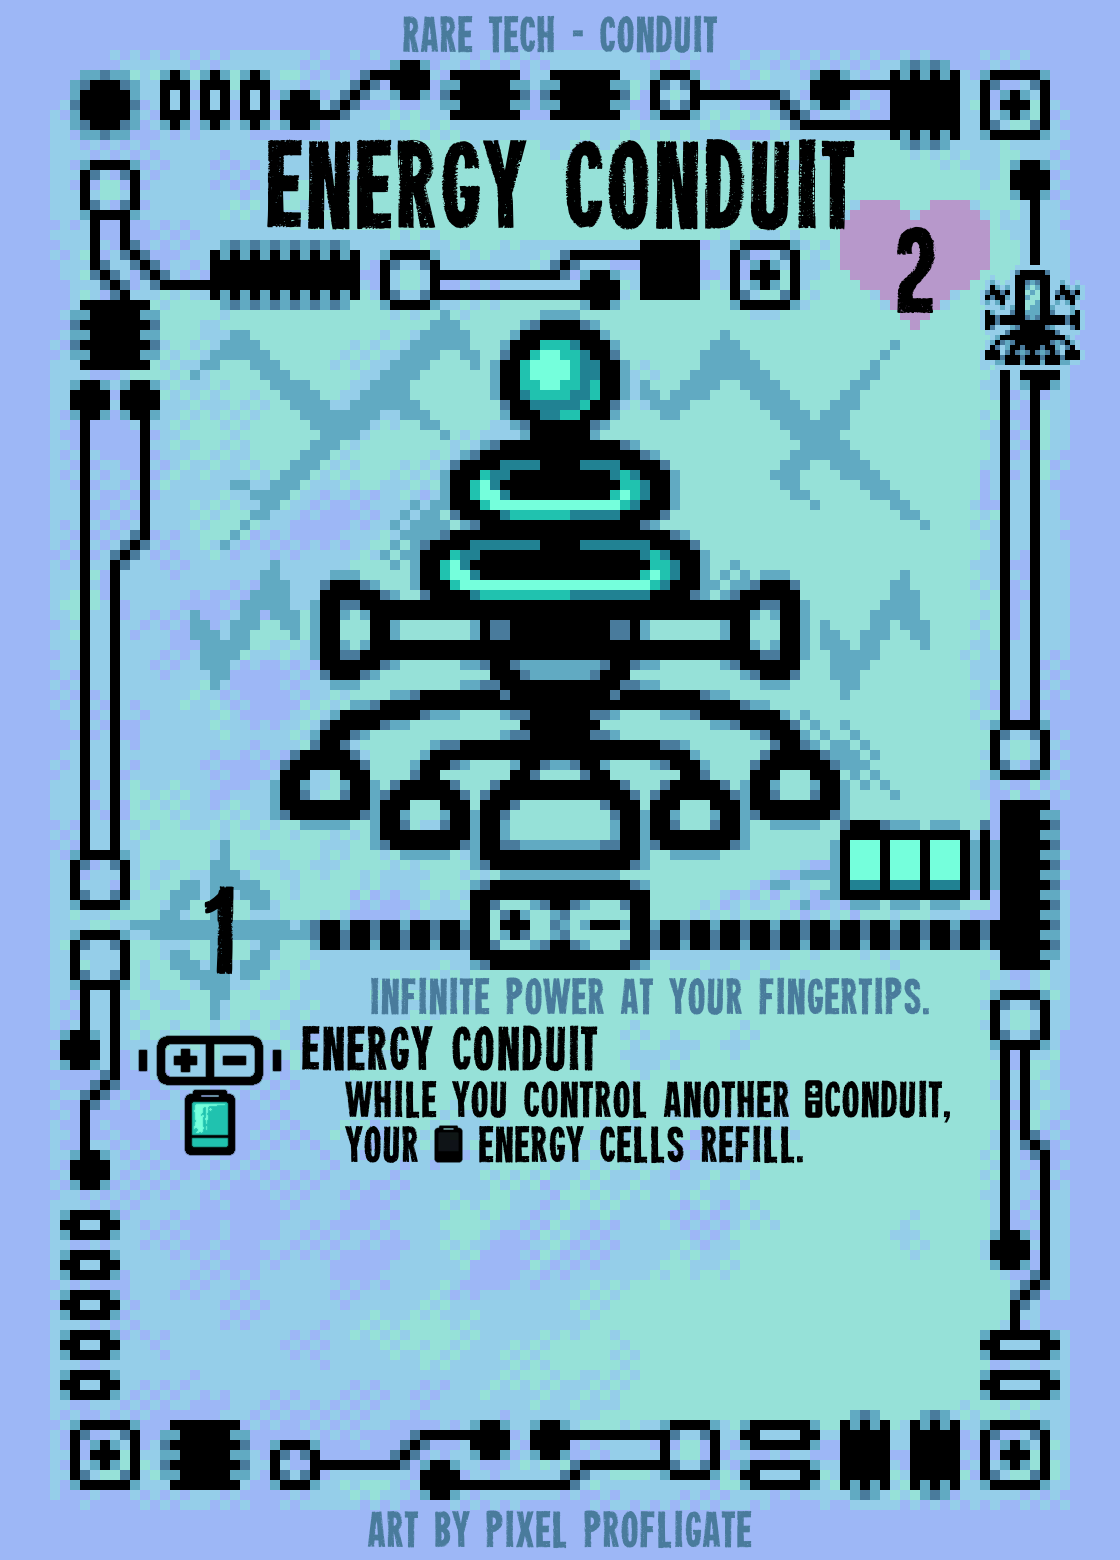 RARE TECH - CONDUIT
ENERGY CONDUIT
2
1
INFINITE POWER AT YOUR FINGERTIPS.
ENERGY CONDUIT
WHILE YOU CONTROL ANOTHER CONDUIT,
YOUR ENERGY CELLS REFILL.
ART BY PIXEL PROFLIGATE